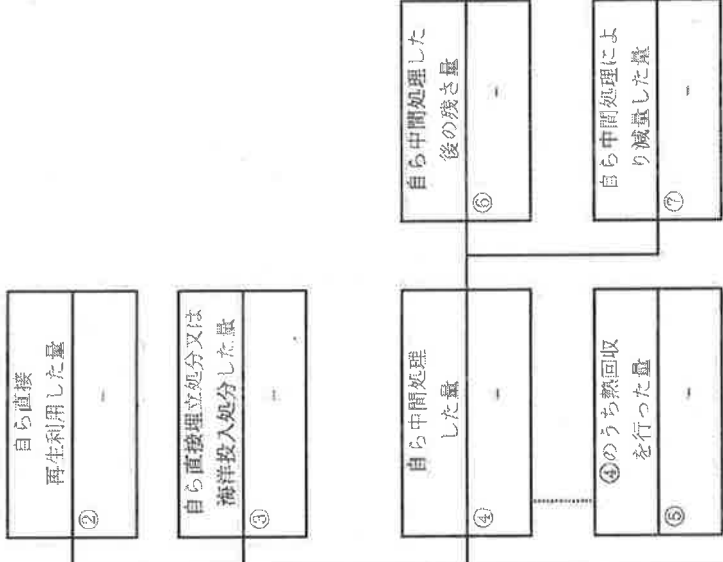 自ら直接
再生利用した量
②
－
自ら直接埋立処分又は
海洋投入処分した量
③
－
自ら中間処理
した量
④
－
④のうち熱回収
を行った量
⑤
－
自ら中間処理した
後の残さ量
⑥
－
自ら中間処理によ
り減量した量
⑦
－